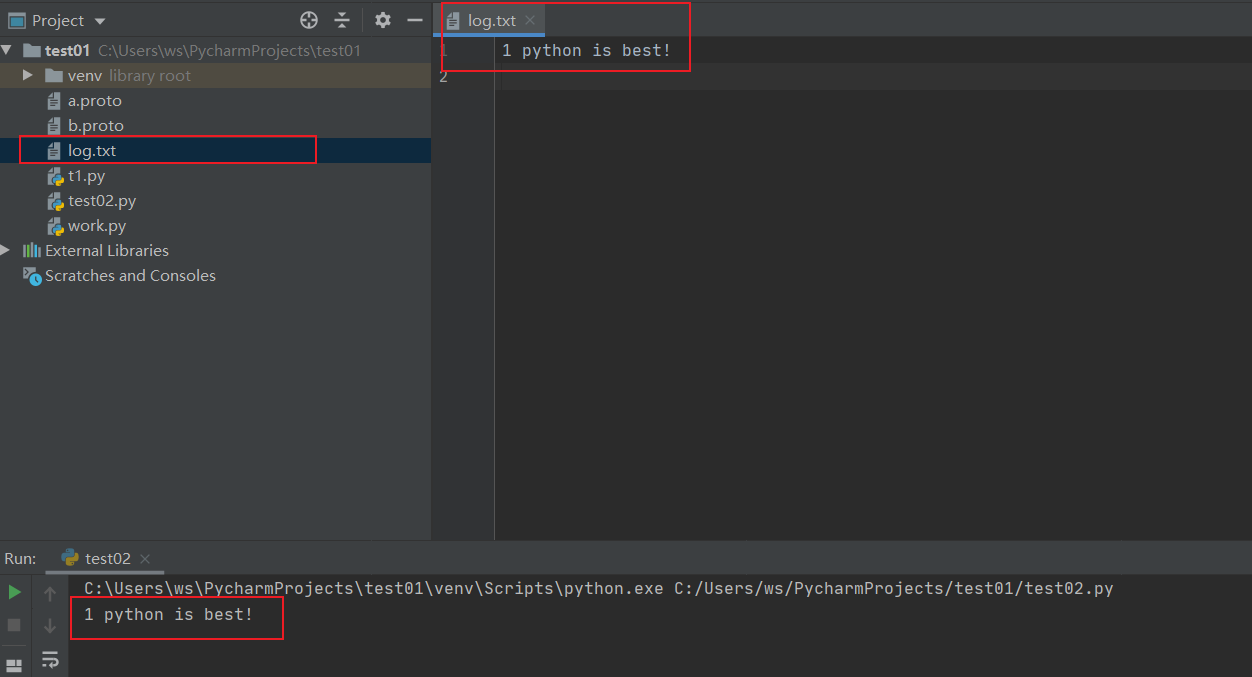 Project
test01 C:\Users\ws\PycharmProjects\test01
venv library root
a.proto
b.proto
log.txt
t1.py
test02.py
work.py
External Libraries
Scratches and Consoles
log.txt
1 1 python is best!
2
Run: test02
C:\Users\ws\PycharmProjects\test01\venv\Scripts\python.exe C:/Users/ws/PycharmProjects/test01/test02.py
1 python is best!